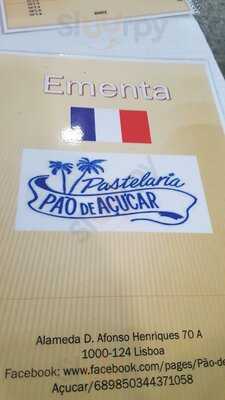 Ementa
Pastelaria
PÃO DE AÇUCAR
Alameda D. Afonso Henriques 70 A
1000-124 Lisboa
Facebook: www.facebook.com/pages/Pão-de
Açucar/689850344371058